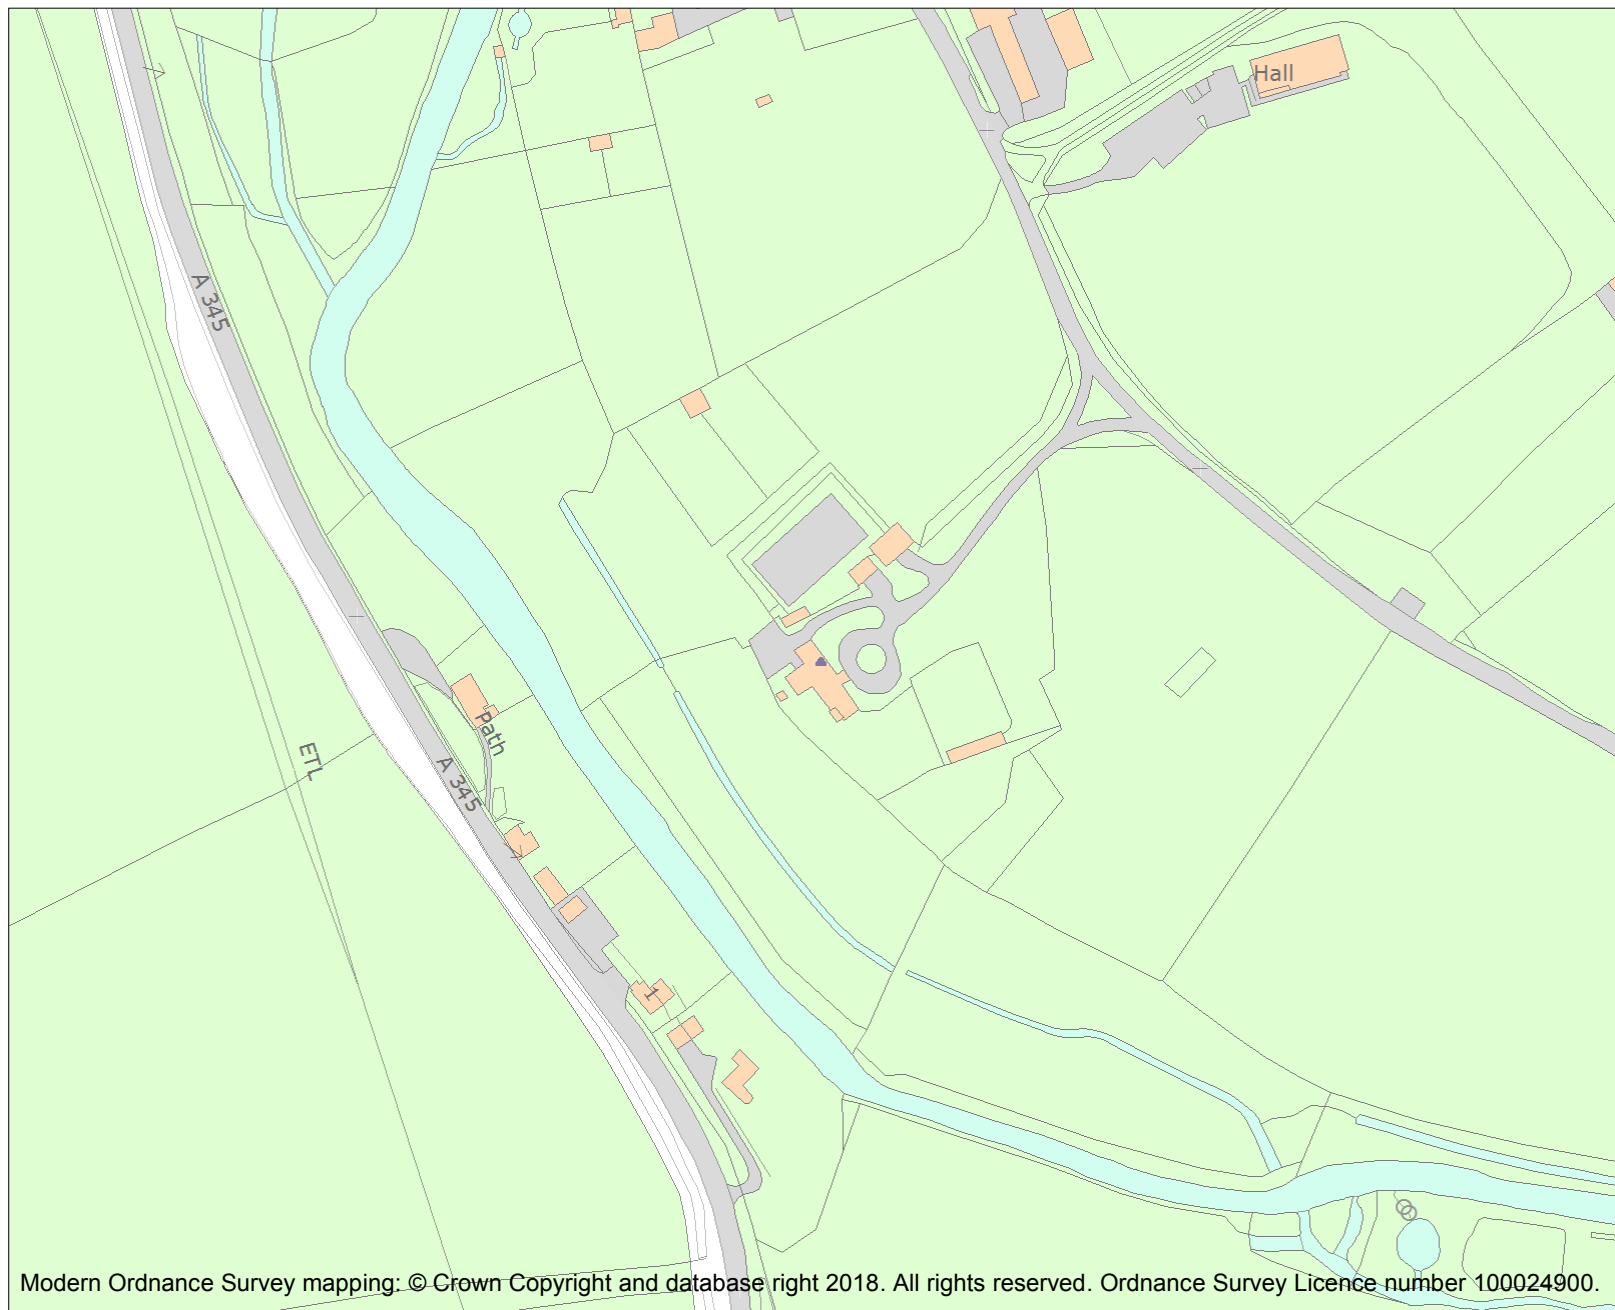 Hall
A 345
Path
ETL
A 345
1
Modern Ordnance Survey mapping: © Crown Copyright and database right 2018. All rights reserved. Ordnance Survey Licence number 100024900.